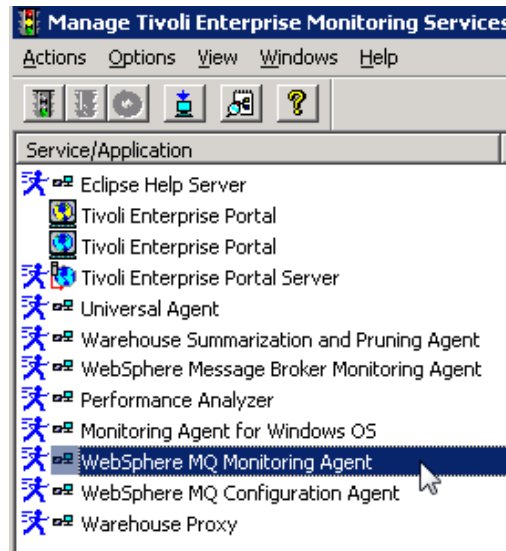 Manage Tivoli Enterprise Monitoring Services
Actions Options View Windows Help
Service/Application
Eclipse Help Server
Tivoli Enterprise Portal
Tivoli Enterprise Portal
Tivoli Enterprise Portal Server
Universal Agent
Warehouse Summarization and Pruning Agent
WebSphere Message Broker Monitoring Agent
Performance Analyzer
Monitoring Agent for Windows OS
WebSphere MQ Monitoring Agent
WebSphere MQ Configuration Agent
Warehouse Proxy